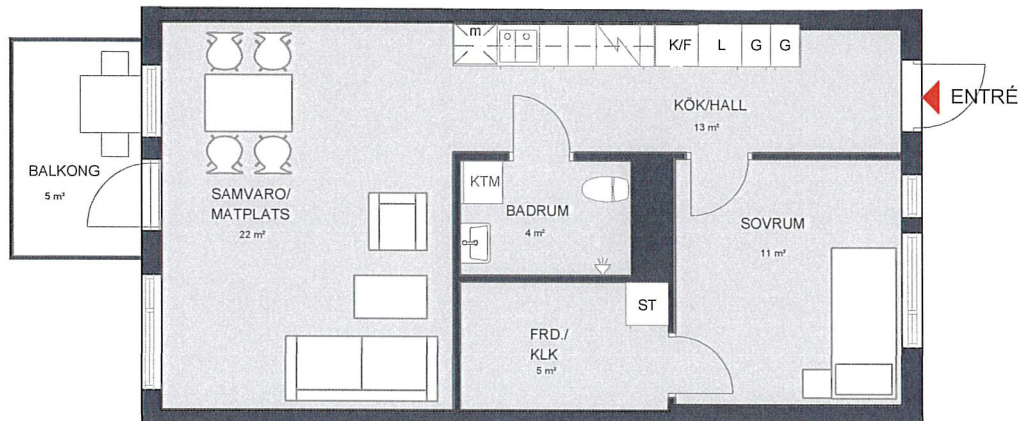 m
K/F
L
G
G
ENTRÉ
KÖK/HALL
13 m²
BALKONG
5 m²
SAMVARO/
MATPLATS
22 m²
KTM
BADRUM
4 m²
SOVRUM
11 m²
ST
FRD./
KLK
5 m²